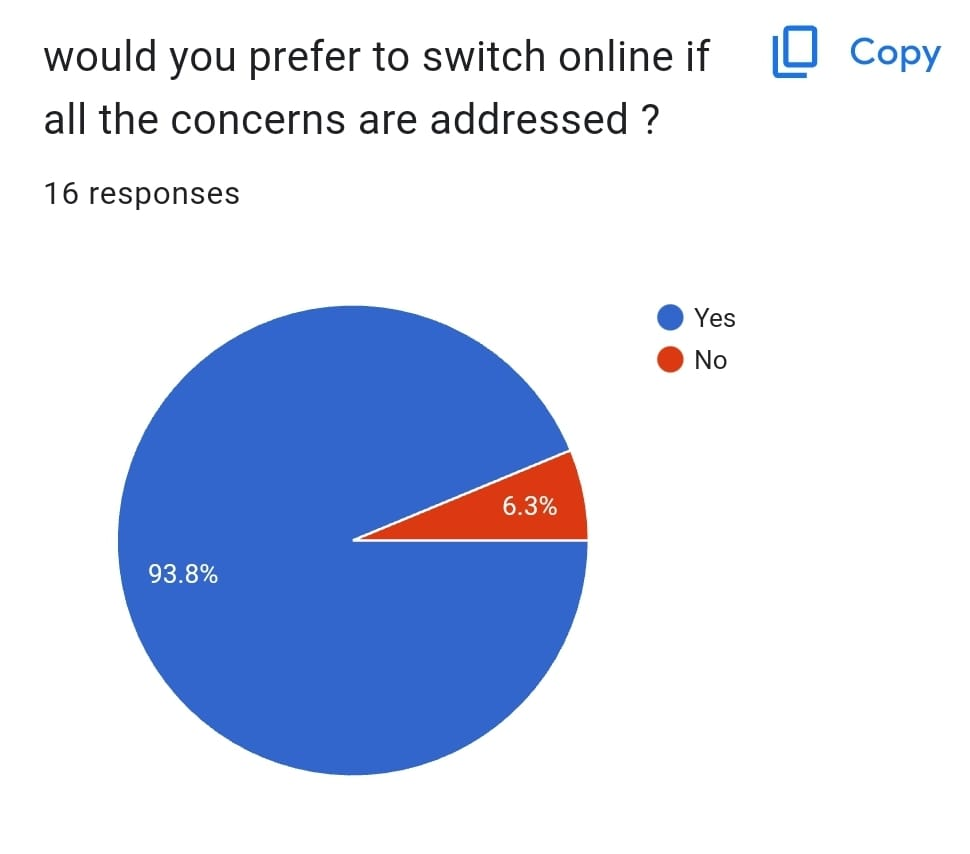 would you prefer to switch online if
Copy
all the concerns are addressed ?
16 responses
Yes
No
6.3%
93.8%